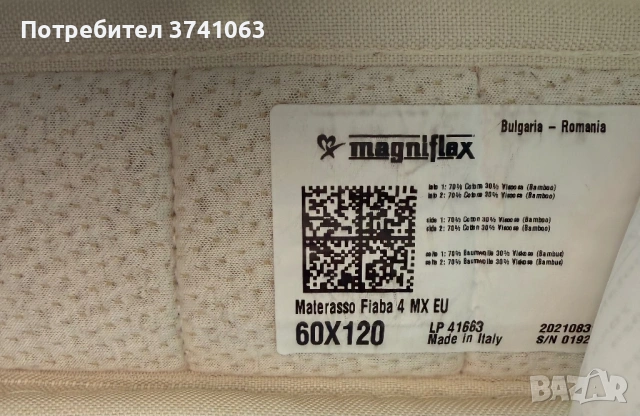 Потребител 3741063
Bulgaria - Romania
magniflex
lato 1: 70% Cotone 30% Viscosa (Bamboo)
lato 2: 70% Cotone 30% Viscosa (Bamboo)
side 1: 70% Cotton 30% Viscose (Bamboo)
side 2: 70% Cotton 30% Viscose (Bamboo)
seite 1: 70% Baumwolle 30% Viskose (Bambus)
seite 2: 70% Baumwolle 30% Viskose (Bambus)
Materasso Fiaba 4 MX EU
60X120
LP 41663
Made in Italy
2021083
S/N 0192
BAZAR